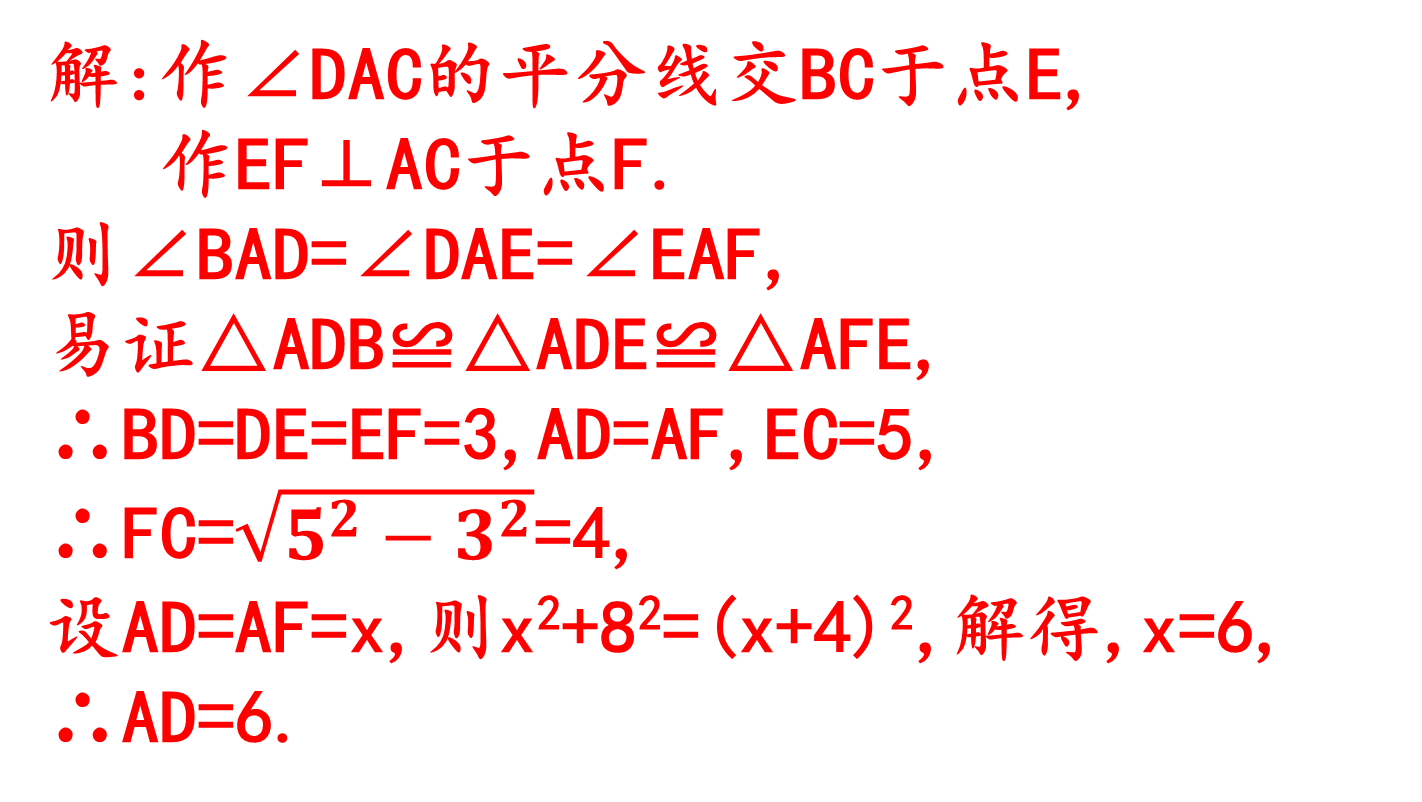 解:作∠DAC的平分线交BC于点E,
作EF⊥AC于点F.
则∠BAD=∠DAE=∠EAF,
易证△ADB≌△ADE≌△AFE,
∴BD=DE=EF=3,AD=AF,EC=5,
∴FC=√(5²−3²)=4,
设AD=AF=x,则x²+8²=(x+4)²,解得,x=6,
∴AD=6.